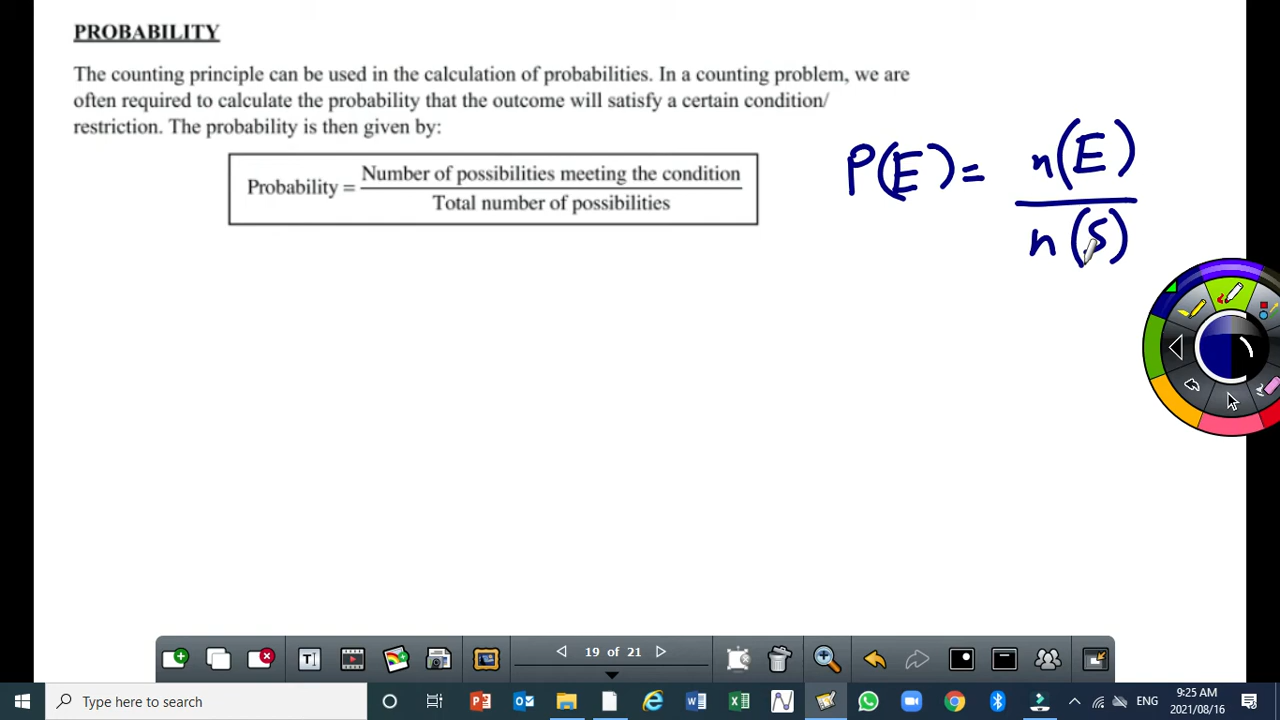 PROBABILITY
The counting principle can be used in the calculation of probabilities. In a counting problem, we are
often required to calculate the probability that the outcome will satisfy a certain condition/
restriction. The probability is then given by:
Probability = Number of possibilities meeting the condition
Total number of possibilities
P(E) = n(E)
n(S)
19 of 21
Type here to search
ENG
9:25 AM
2021/08/16